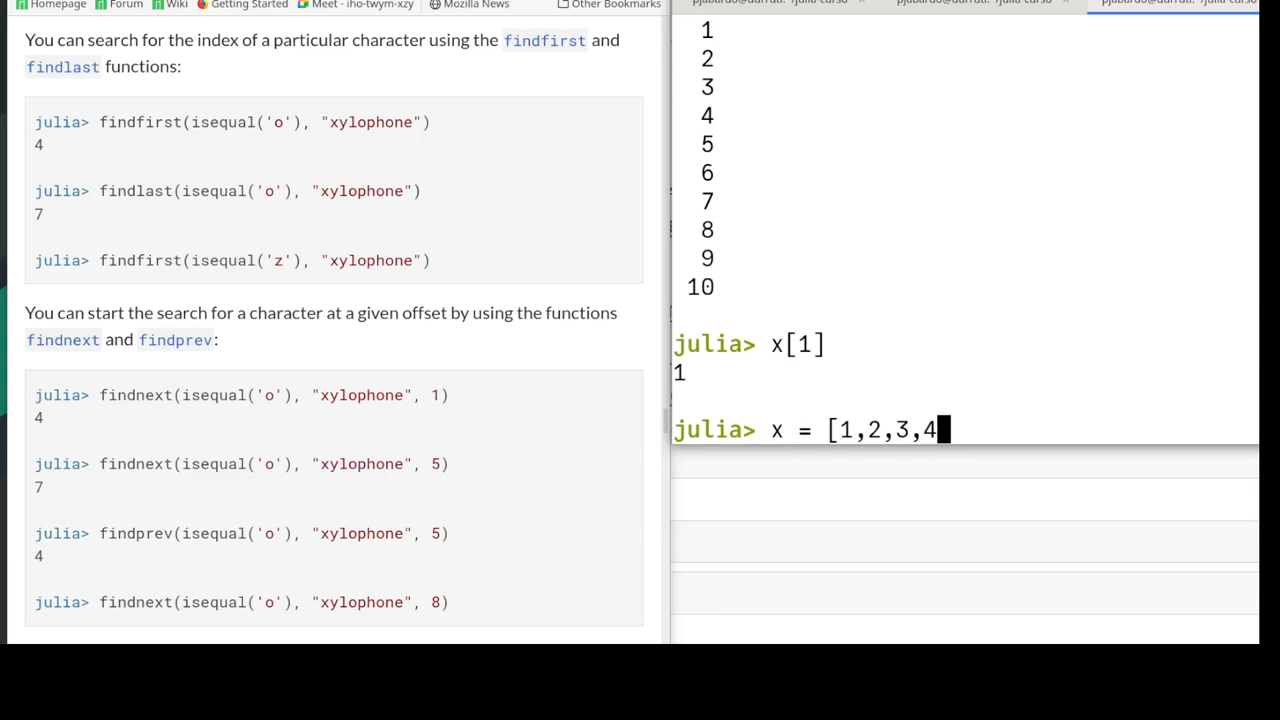 Homepage Forum Wiki Getting Started Meet - iho-twym-xzy Mozilla News Other Bookmarks
You can search for the index of a particular character using the findfirst and
findlast functions:
julia> findfirst(isequal('o'), "xylophone")
4
julia> findlast(isequal('o'), "xylophone")
7
julia> findfirst(isequal('z'), "xylophone")
You can start the search for a character at a given offset by using the functions
findnext and findprev:
julia> findnext(isequal('o'), "xylophone", 1)
4
julia> findnext(isequal('o'), "xylophone", 5)
7
julia> findprev(isequal('o'), "xylophone", 5)
4
julia> findnext(isequal('o'), "xylophone", 8)
1
2
3
4
5
6
7
8
9
10
julia> x[1]
1
julia> x = [1,2,3,4